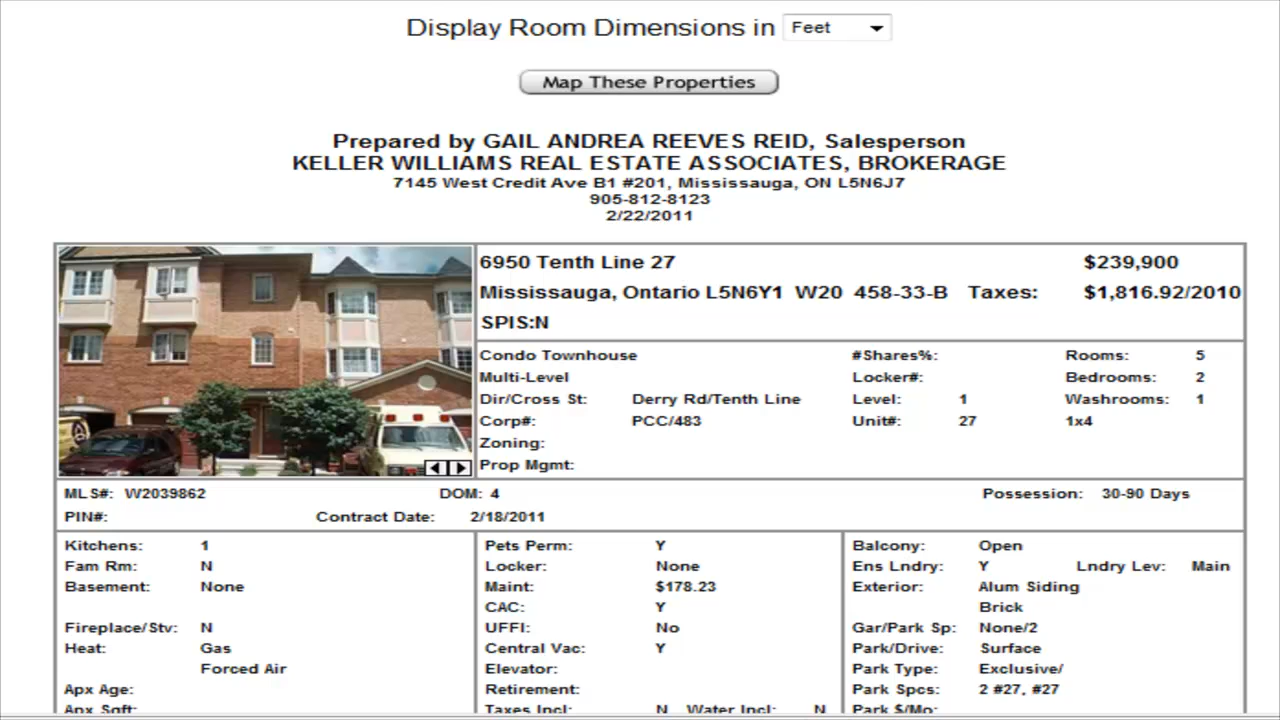 Display Room Dimensions in Feet
Map These Properties
Prepared by GAIL ANDREA REEVES REID, Salesperson
KELLER WILLIAMS REAL ESTATE ASSOCIATES, BROKERAGE
7145 West Credit Ave B1 #201, Mississauga, ON L5N6J7
905-812-8123
2/22/2011
6950 Tenth Line 27 $239,900
Mississauga, Ontario L5N6Y1 W20 458-33-B Taxes: $1,816.92/2010
SPIS:N
Condo Townhouse #Shares%: Rooms: 5
Multi-Level Locker#: Bedrooms: 2
Dir/Cross St: Derry Rd/Tenth Line Level: 1 Washrooms: 1
Corp#: PCC/483 Unit#: 27 1x4
Zoning:
Prop Mgmt:
MLS#: W2039862 DOM: 4 Possession: 30-90 Days
PIN#: Contract Date: 2/18/2011
Kitchens: 1 Pets Perm: Y Balcony: Open
Fam Rm: N Locker: None Ens Lndry: Y Lndry Lev: Main
Basement: None Maint: $178.23 Exterior: Alum Siding
CAC: Y Brick
Fireplace/Stv: N UFFI: No Gar/Park Sp: None/2
Heat: Gas Central Vac: Y Park/Drive: Surface
Forced Air Elevator: Park Type: Exclusive/
Apx Age: Retirement: Park Spcs: 2 #27, #27
Apx Sqft: Taxes Incl: N Water Incl: N Park $/Mo: